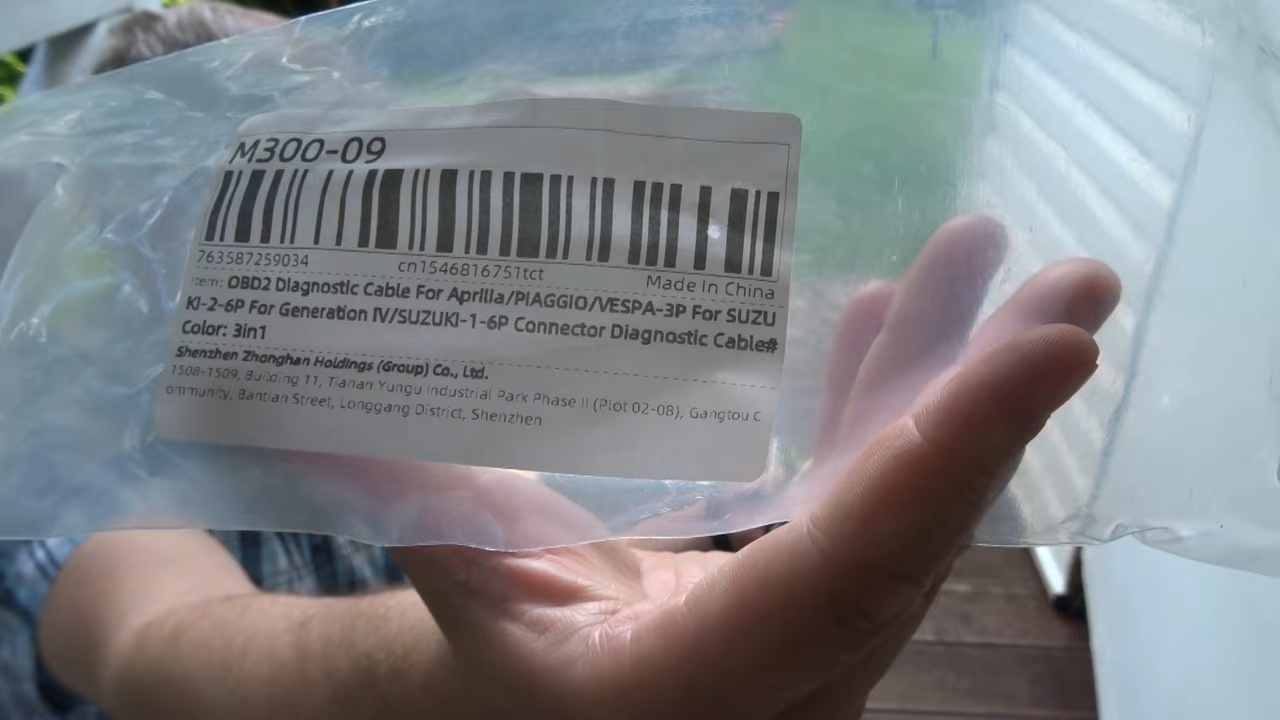 M300-09
763587259034 cn1546816751tct Made In China
Item: OBD2 Diagnostic Cable For Aprilia/PIAGGIO/VESPA-3P For SUZU
KI-2-6P For Generation IV/SUZUKI-1-6P Connector Diagnostic Cable#
Color: 3in1
Shenzhen Zhonghan Holdings (Group) Co., Ltd.
1508-1509, Building 11, Tianan Yungu Industrial Park Phase II (Plot 02-08), Gangtou C
ommunity, Bantian Street, Longgang District, Shenzhen